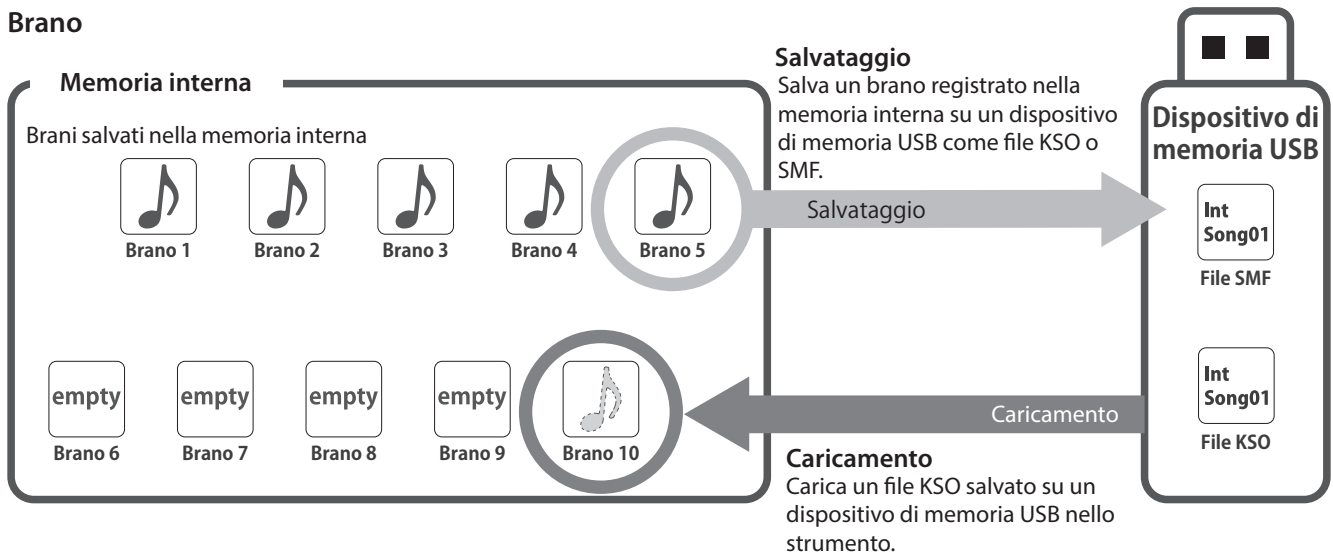 Brano
Memoria interna
Brani salvati nella memoria interna
Brano 1
Brano 2
Brano 3
Brano 4
Brano 5
empty
empty
empty
empty
Brano 6
Brano 7
Brano 8
Brano 9
Brano 10
Salvataggio
Salva un brano registrato nella
memoria interna su un dispositivo
di memoria USB come file KSO o
SMF.
Salvataggio
Caricamento
Caricamento
Carica un file KSO salvato su un
dispositivo di memoria USB nello
strumento.
Dispositivo di
memoria USB
Int
Song01
File SMF
Int
Song01
File KSO